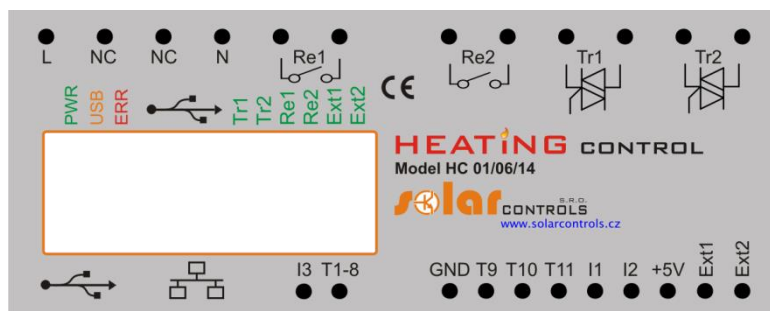 L NC NC N Re1 Re2 Tr1 Tr2
PWR
USB
ERR
Tr1
Tr2
Re1
Re2
Ext1
Ext2
CE
HEATING CONTROL
Model HC 01/06/14
solar CONTROLS S.R.O.
www.solarcontrols.cz
I3 T1-8 GND T9 T10 T11 I1 I2 +5V Ext1 Ext2